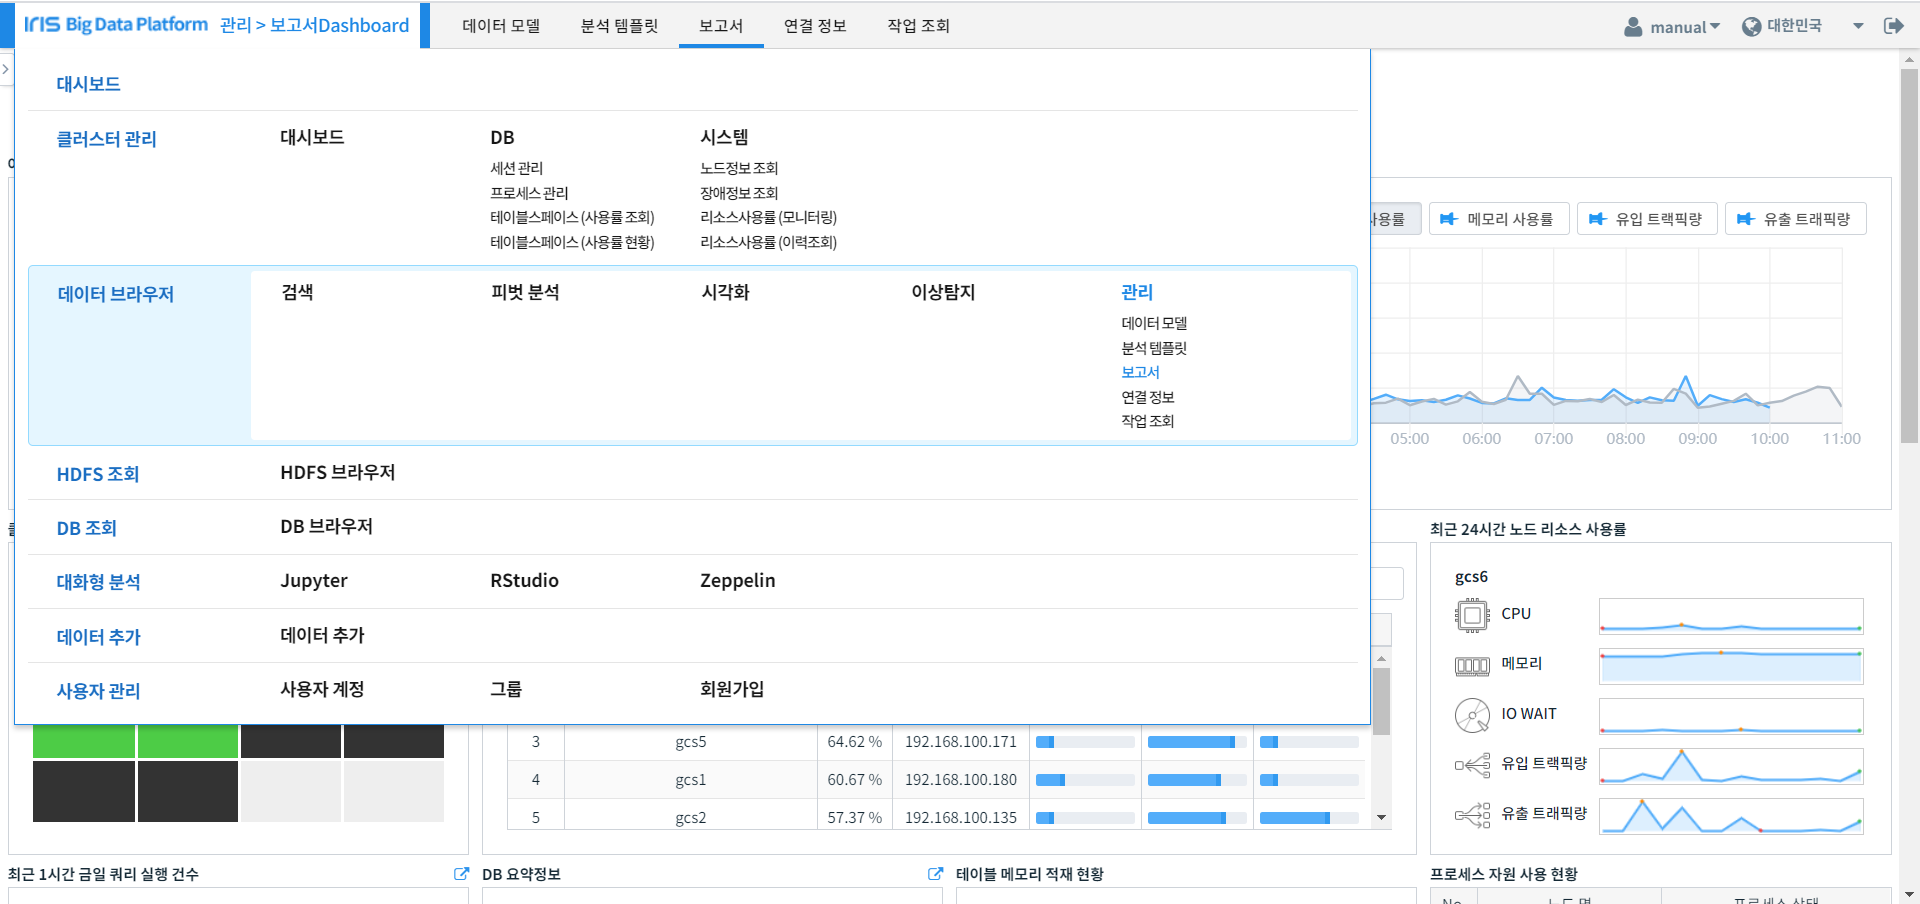 IRIS Big Data Platform 관리 > 보고서Dashboard 데이터 모델 분석 템플릿 보고서 연결 정보 작업 조회 manual 대한민국
대시보드
클러스터 관리 대시보드 DB 시스템
세션 관리 노드정보 조회
프로세스 관리 장애정보 조회
테이블스페이스 (사용률 조회) 리소스사용률 (모니터링)
테이블스페이스 (사용률 현황) 리소스사용률 (이력조회)
사용률 메모리 사용률 유입 트랙픽량 유출 트래픽량
데이터 브라우저 검색 피벗 분석 시각화 이상탐지 관리
데이터 모델
분석 템플릿
보고서
연결 정보
작업 조회
05:00 06:00 07:00 08:00 09:00 10:00 11:00
HDFS 조회 HDFS 브라우저
DB 조회 DB 브라우저
최근 24시간 노드 리소스 사용률
대화형 분석 Jupyter RStudio Zeppelin
gcs6
CPU
데이터 추가 데이터 추가
메모리
사용자 관리 사용자 계정 그룹 회원가입
IO WAIT
3 gcs5 64.62 % 192.168.100.171
유입 트랙픽량
4 gcs1 60.67 % 192.168.100.180
유출 트래픽량
5 gcs2 57.37 % 192.168.100.135
최근 1시간 금일 쿼리 실행 건수 DB 요약정보 테이블 메모리 적재 현황 프로세스 자원 사용 현황
No 노드 명 프로세스 상태